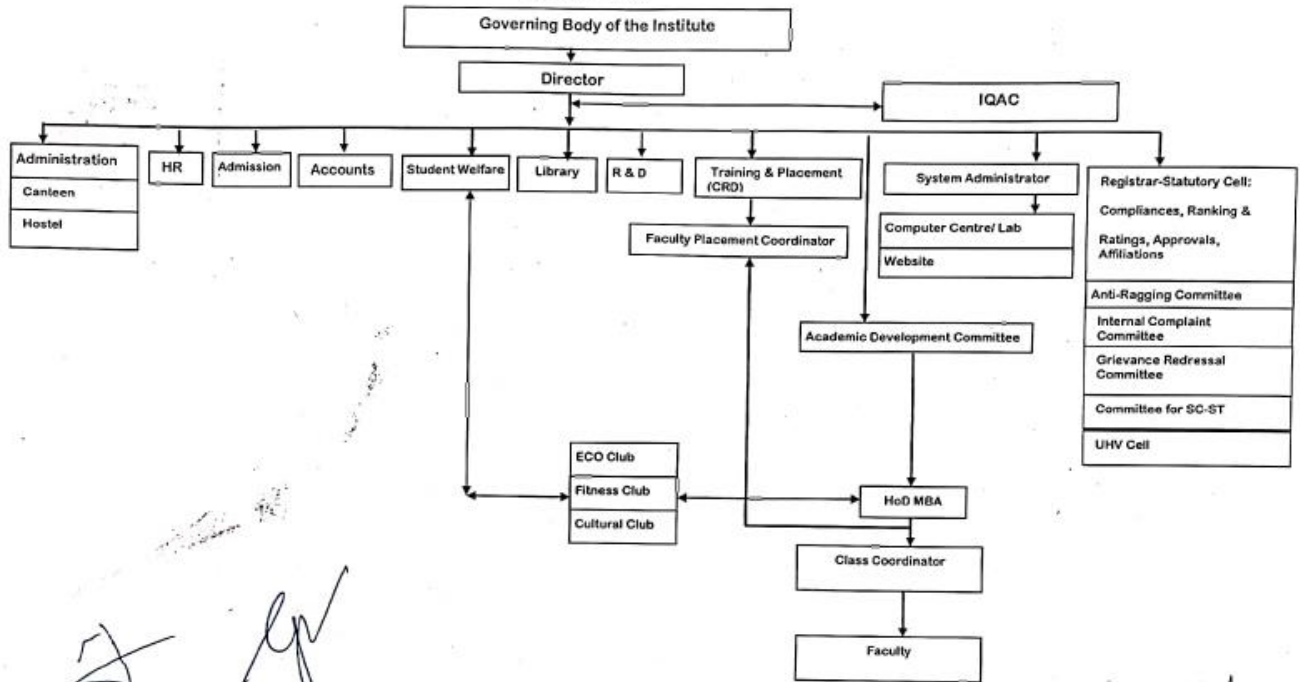 Governing Body of the Institute
Director
IQAC
Administration
Canteen
Hostel
HR
Admission
Accounts
Student Welfare
Library
R & D
Training & Placement
(CRD)
Faculty Placement Coordinator
System Administrator
Computer Centre/ Lab
Website
Registrar-Statutory Cell:
Compliances, Ranking &
Ratings, Approvals,
Affiliations
Anti-Ragging Committee
Internal Complaint
Committee
Grievance Redressal
Committee
Committee for SC-ST
UHV Cell
Academic Development Committee
ECO Club
Fitness Club
Cultural Club
HoD MBA
Class Coordinator
Faculty